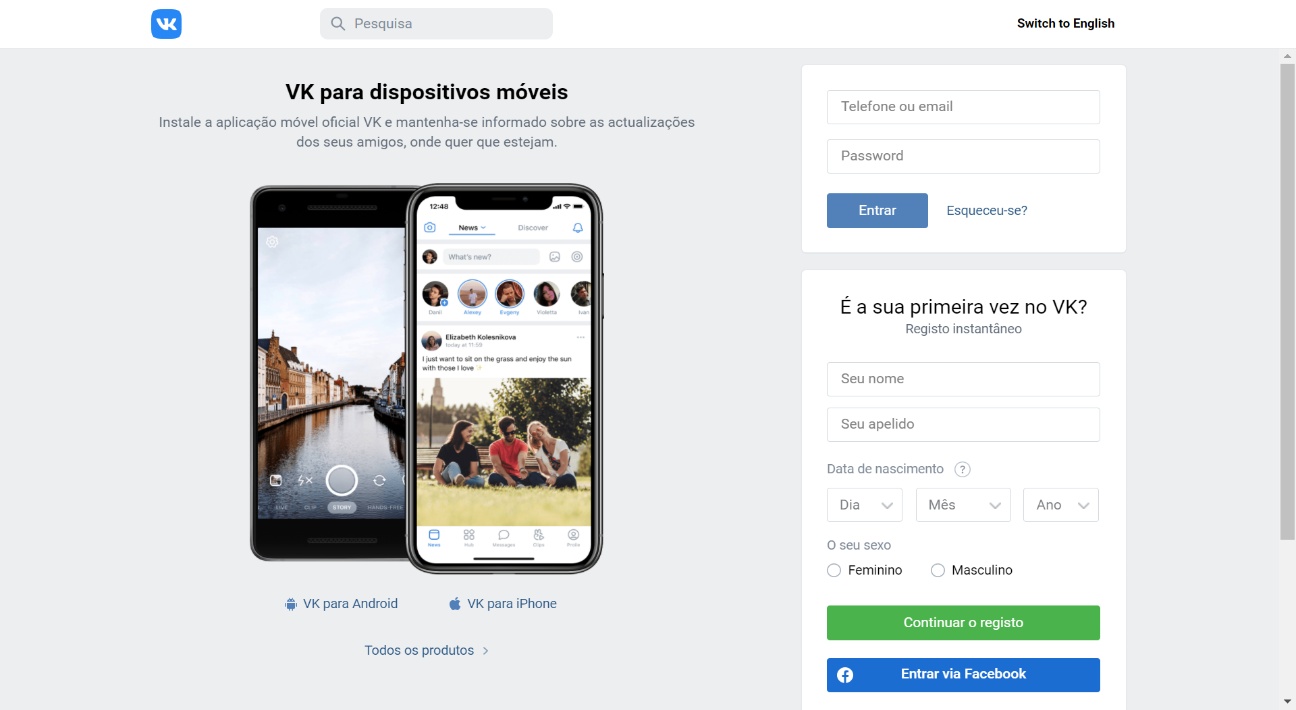 Pesquisa
Switch to English
VK para dispositivos móveis
Instale a aplicação móvel oficial VK e mantenha-se informado sobre as actualizações
dos seus amigos, onde quer que estejam.
12:48
News
Discover
What's new?
Alexey
Evgeny
Violetta
Elizabeth Kolesnikova
today at 11:59
I just want to sit on the grass and enjoy the sun
with those I love
CLIP
STORY
HANDS-FREE
News
Hub
Messages
Clips
Profile
VK para Android
VK para iPhone
Todos os produtos
Telefone ou email
Password
Entrar
Esqueceu-se?
É a sua primeira vez no VK?
Registo instantâneo
Seu nome
Seu apelido
Data de nascimento ?
Dia
Mês
Ano
O seu sexo
Feminino
Masculino
Continuar o registo
Entrar via Facebook